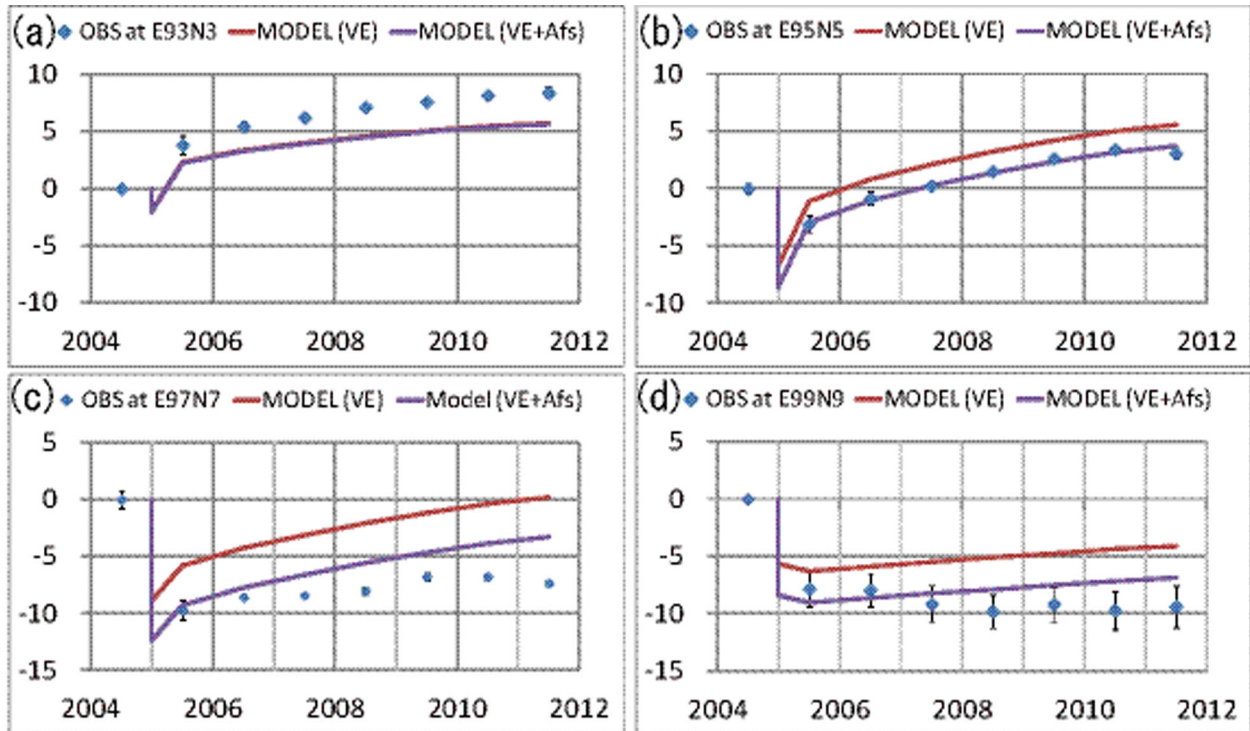 (a) OBS at E93N3 MODEL (VE) MODEL (VE+Afs)
10
5
0
-5
-10
2004 2006 2008 2010 2012
(b) OBS at E95N5 MODEL (VE) MODEL (VE+Afs)
10
5
0
-5
-10
2004 2006 2008 2010 2012
(c) OBS at E97N7 MODEL (VE) Model (VE+Afs)
5
0
-5
-10
-15
2004 2006 2008 2010 2012
(d) OBS at E99N9 MODEL (VE) MODEL (VE+Afs)
5
0
-5
-10
-15
2004 2006 2008 2010 2012